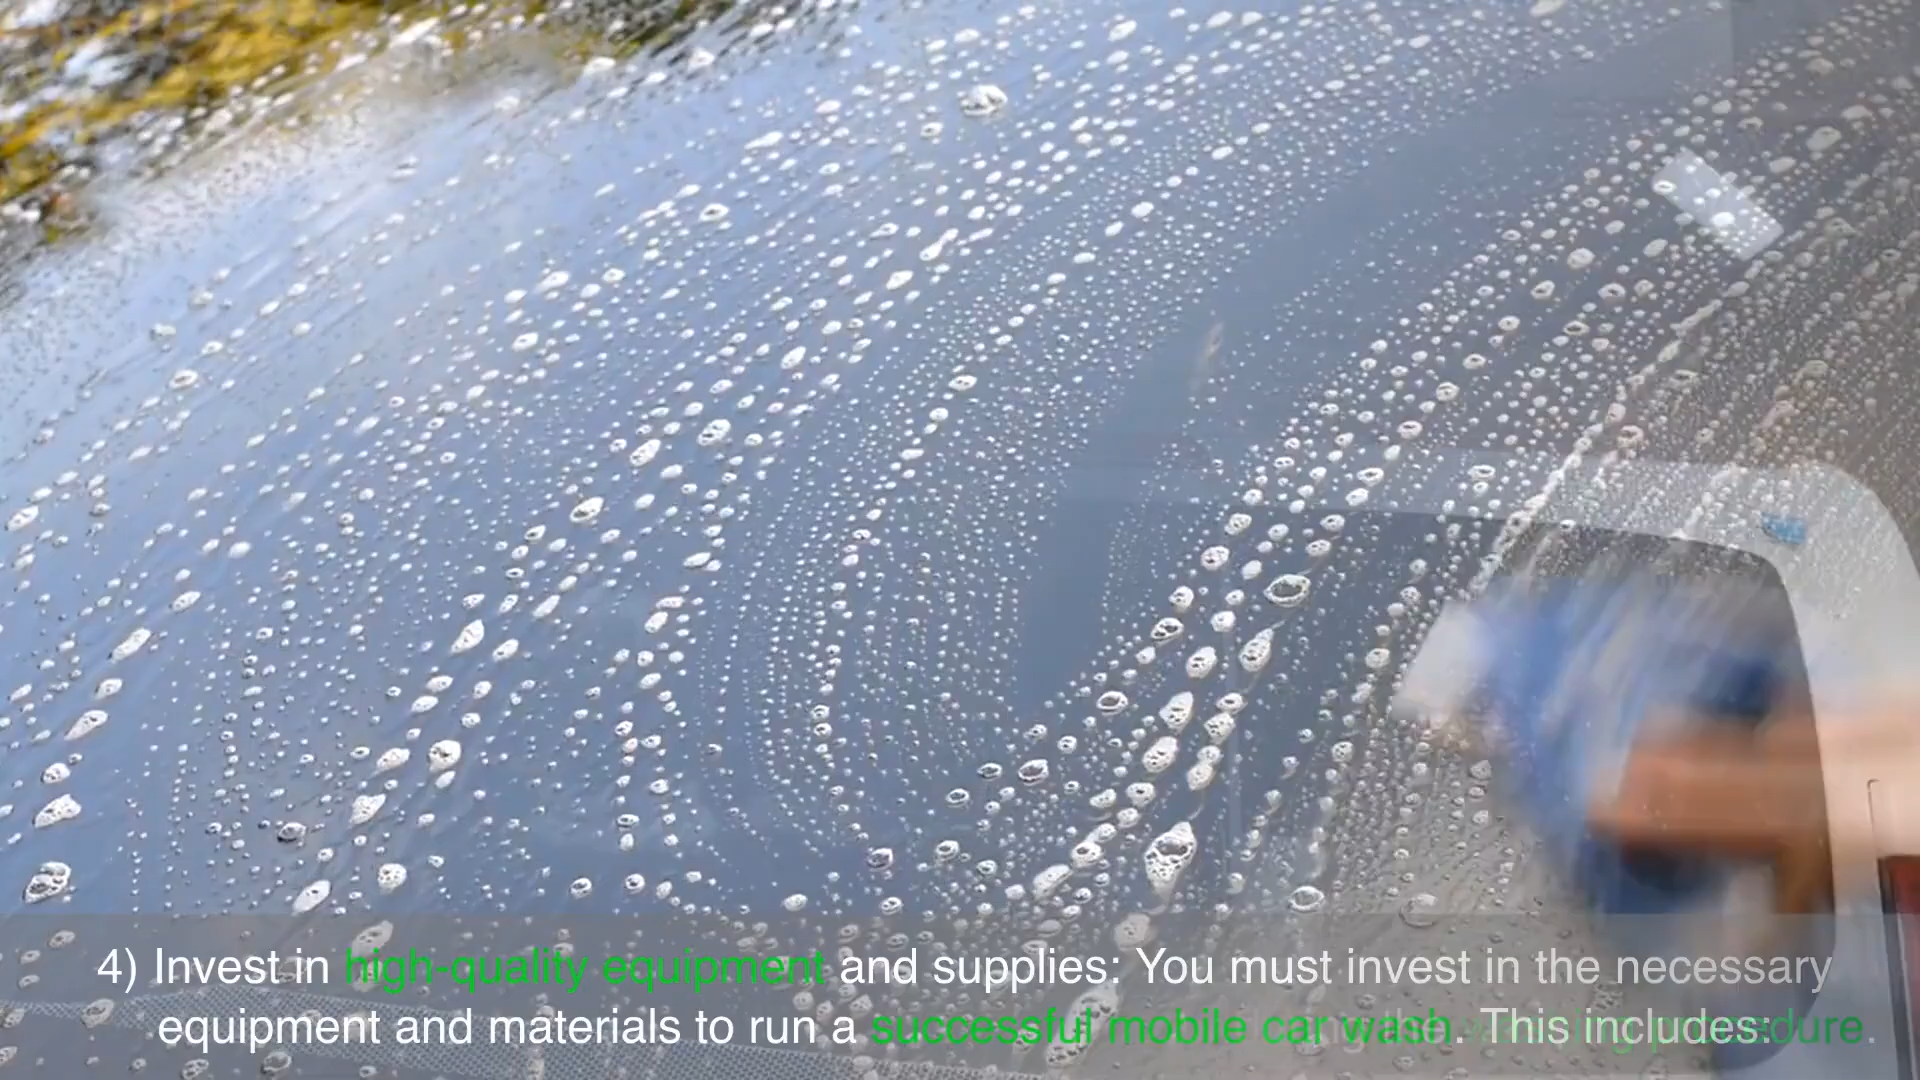 4) Invest in high-quality equipment and supplies: You must invest in the necessary
equipment and materials to run a successful mobile car wash. This includes:
procedure.